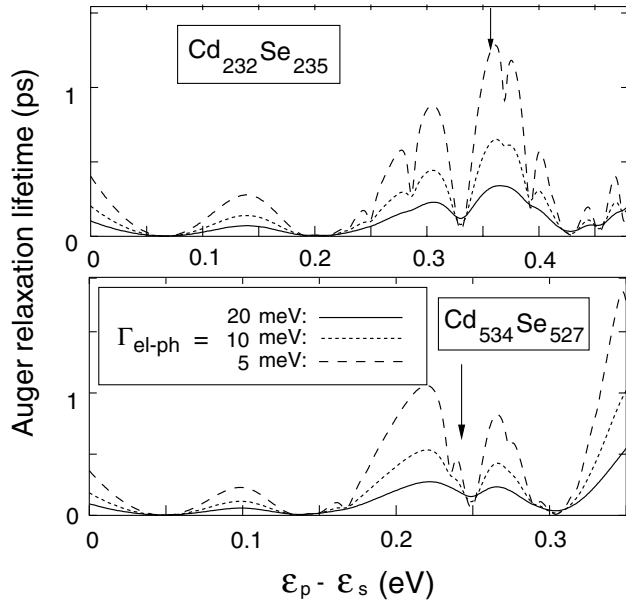 Auger relaxation lifetime (ps)
Cd232Se235
1
0
0 0.1 0.2 0.3 0.4
Γel-ph = 20 meV:
10 meV:
5 meV:
Cd534Se527
1
0
0 0.1 0.2 0.3
εp - εs (eV)